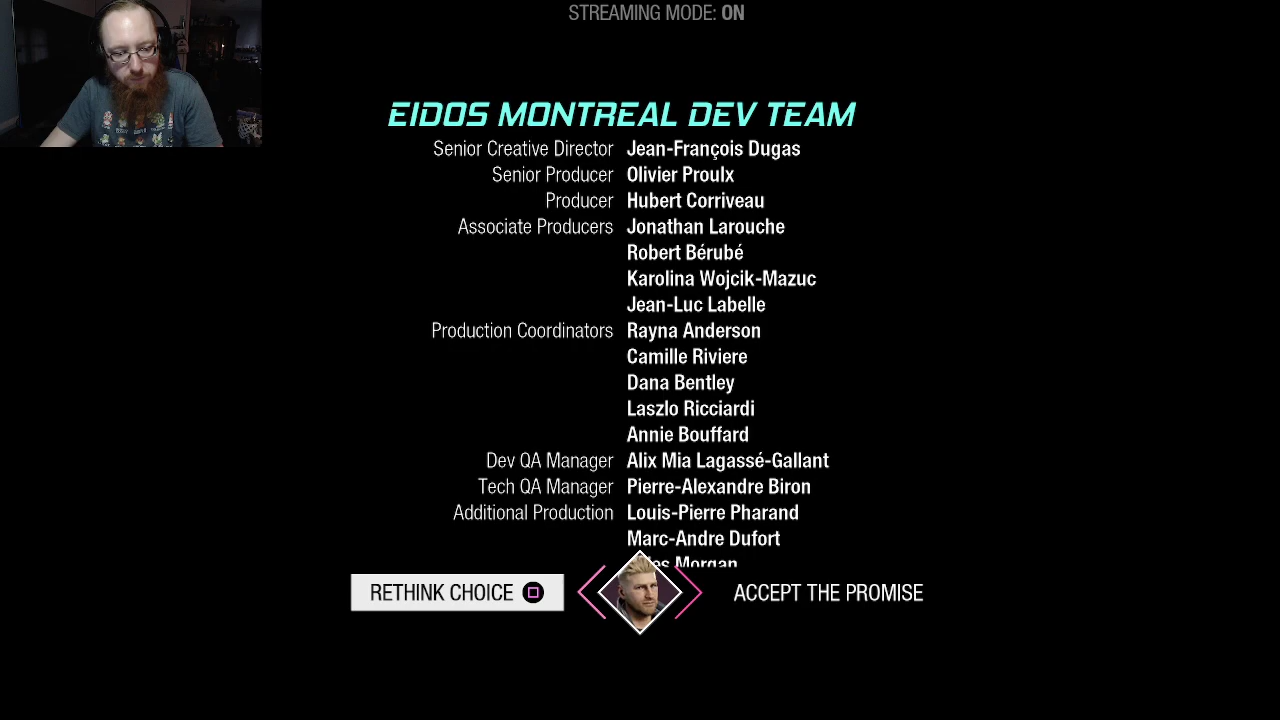 STREAMING MODE: ON
EIDOS MONTREAL DEV TEAM
Senior Creative Director Jean-François Dugas
Senior Producer Olivier Proulx
Producer Hubert Corriveau
Associate Producers Jonathan Larouche
Robert Bérubé
Karolina Wojcik-Mazuc
Jean-Luc Labelle
Production Coordinators Rayna Anderson
Camille Riviere
Dana Bentley
Laszlo Ricciardi
Annie Bouffard
Dev QA Manager Alix Mia Lagassé-Gallant
Tech QA Manager Pierre-Alexandre Biron
Additional Production Louis-Pierre Pharand
Marc-Andre Dufort
Morgan
RETHINK CHOICE ACCEPT THE PROMISE